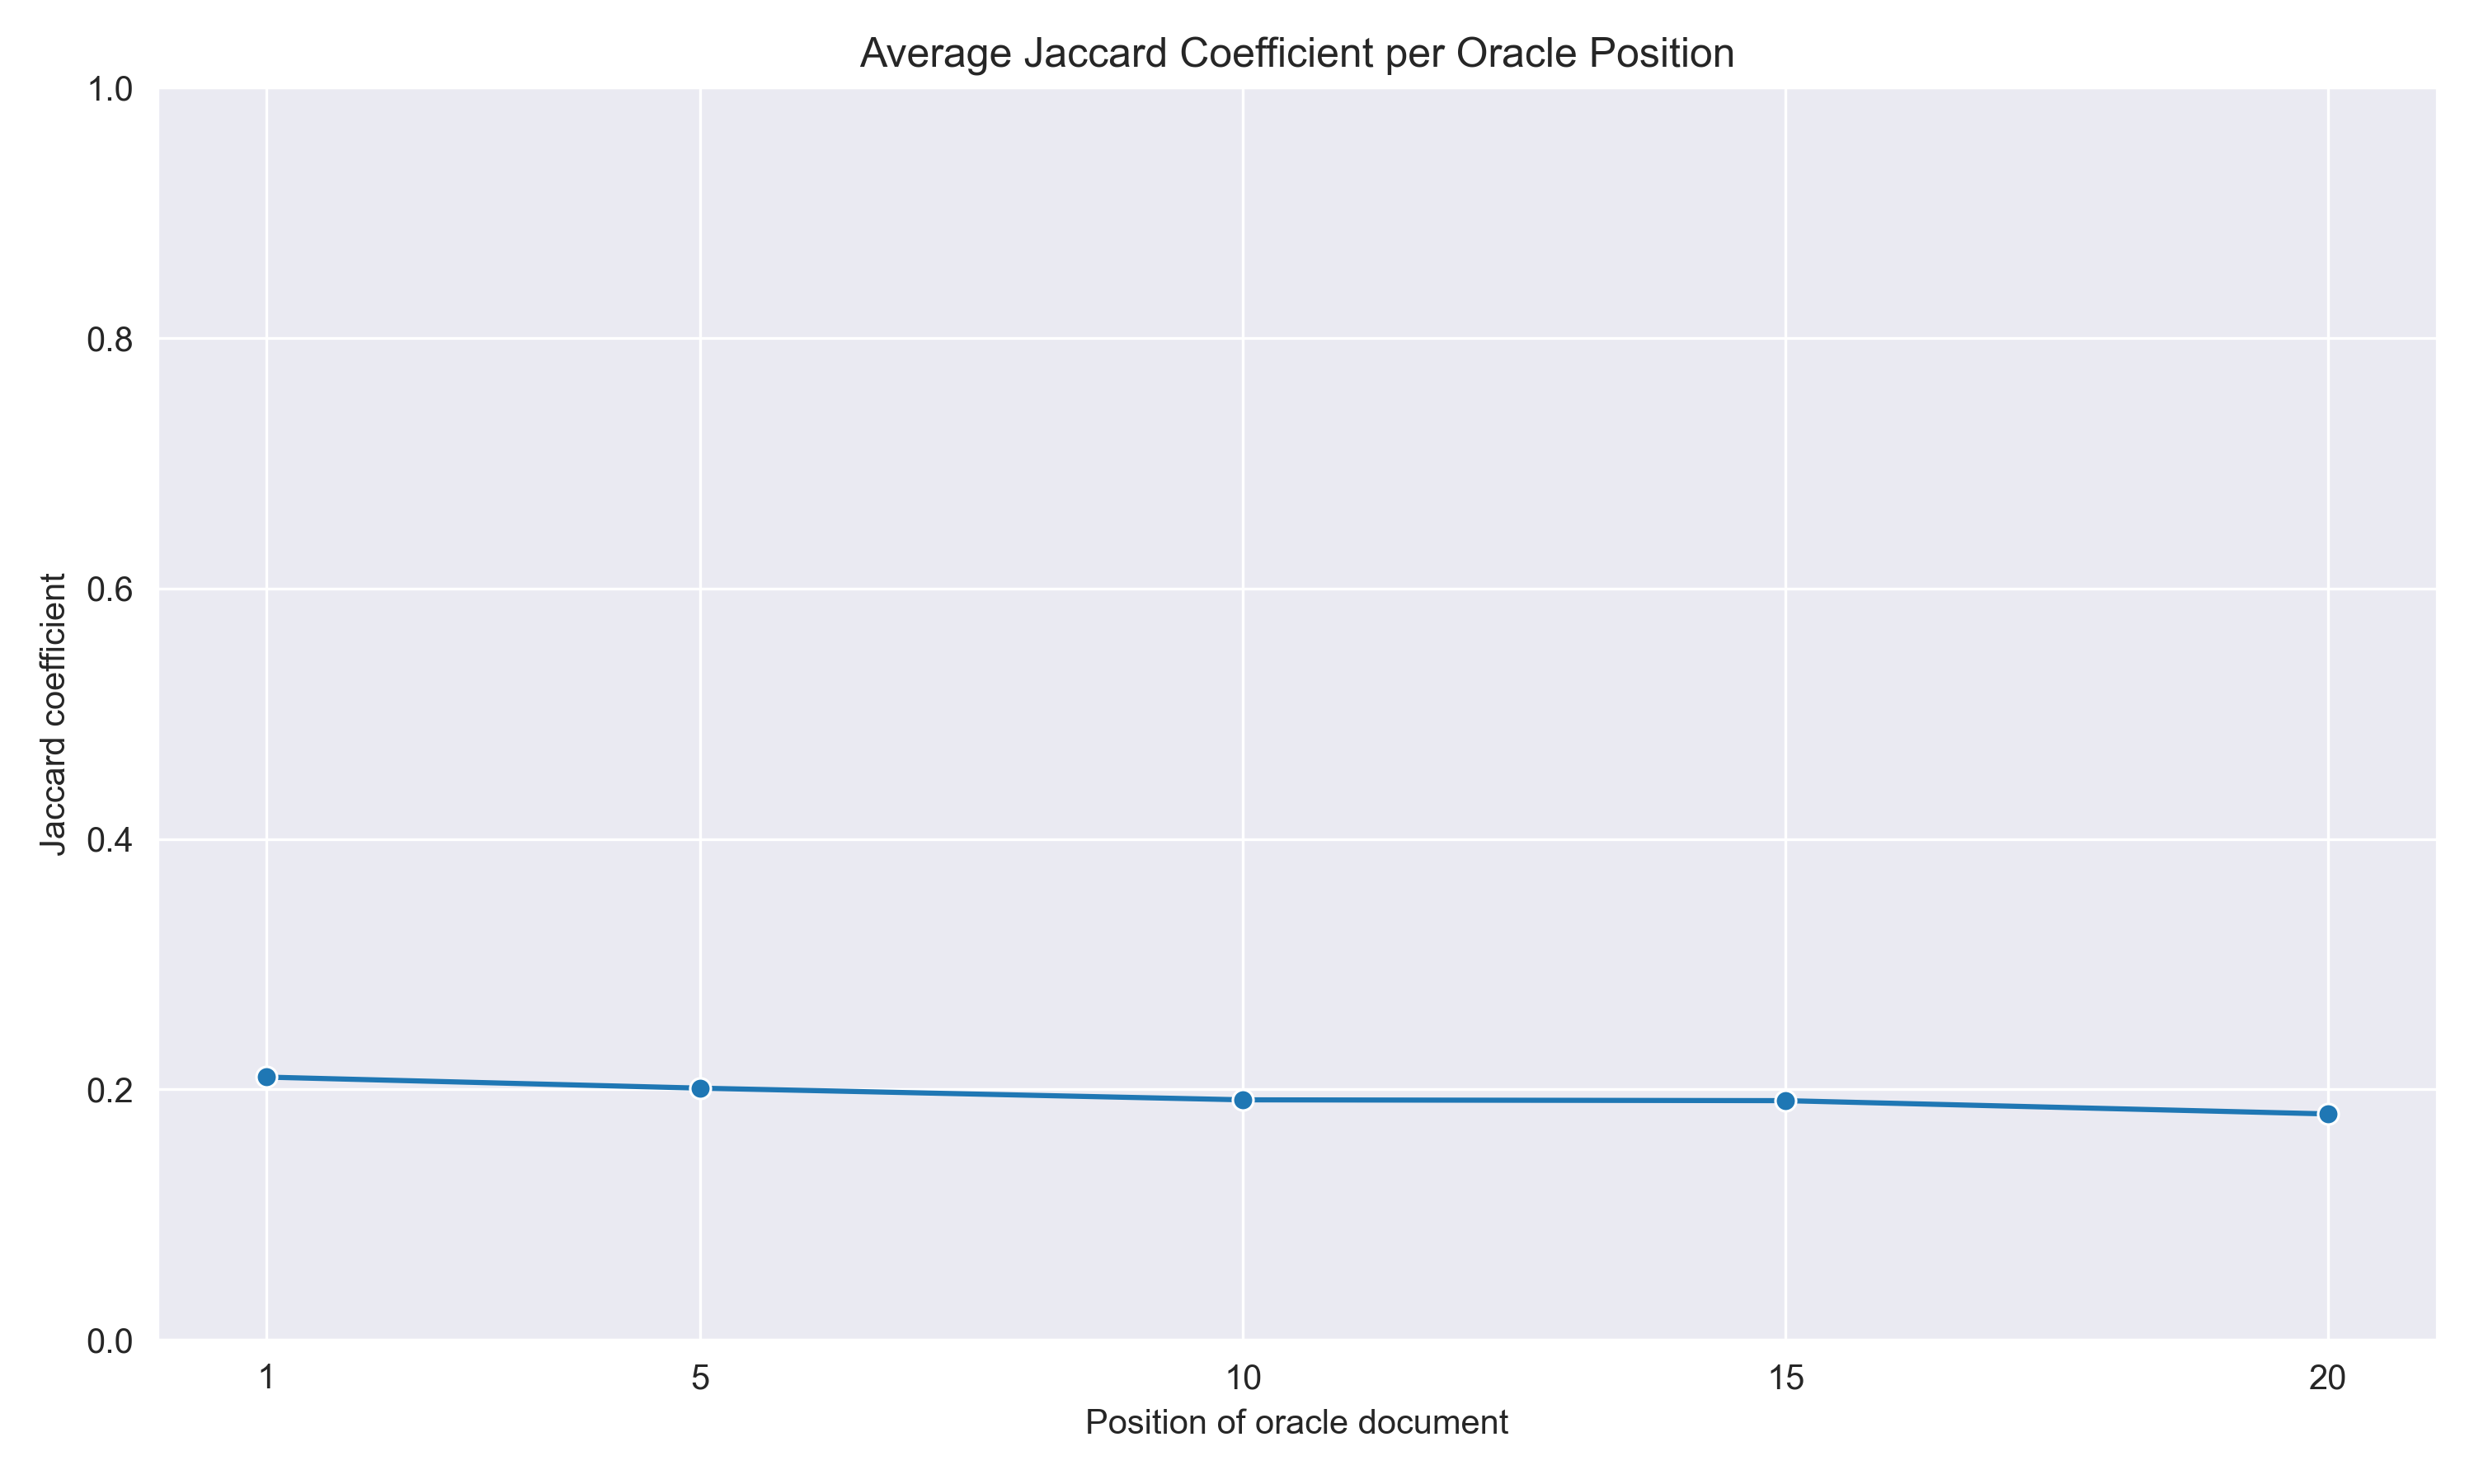 Average Jaccard Coefficient per Oracle Position
1.0
0.8
0.6
0.4
0.2
0.0
Jaccard coefficient
1 5 10 15 20
Position of oracle document